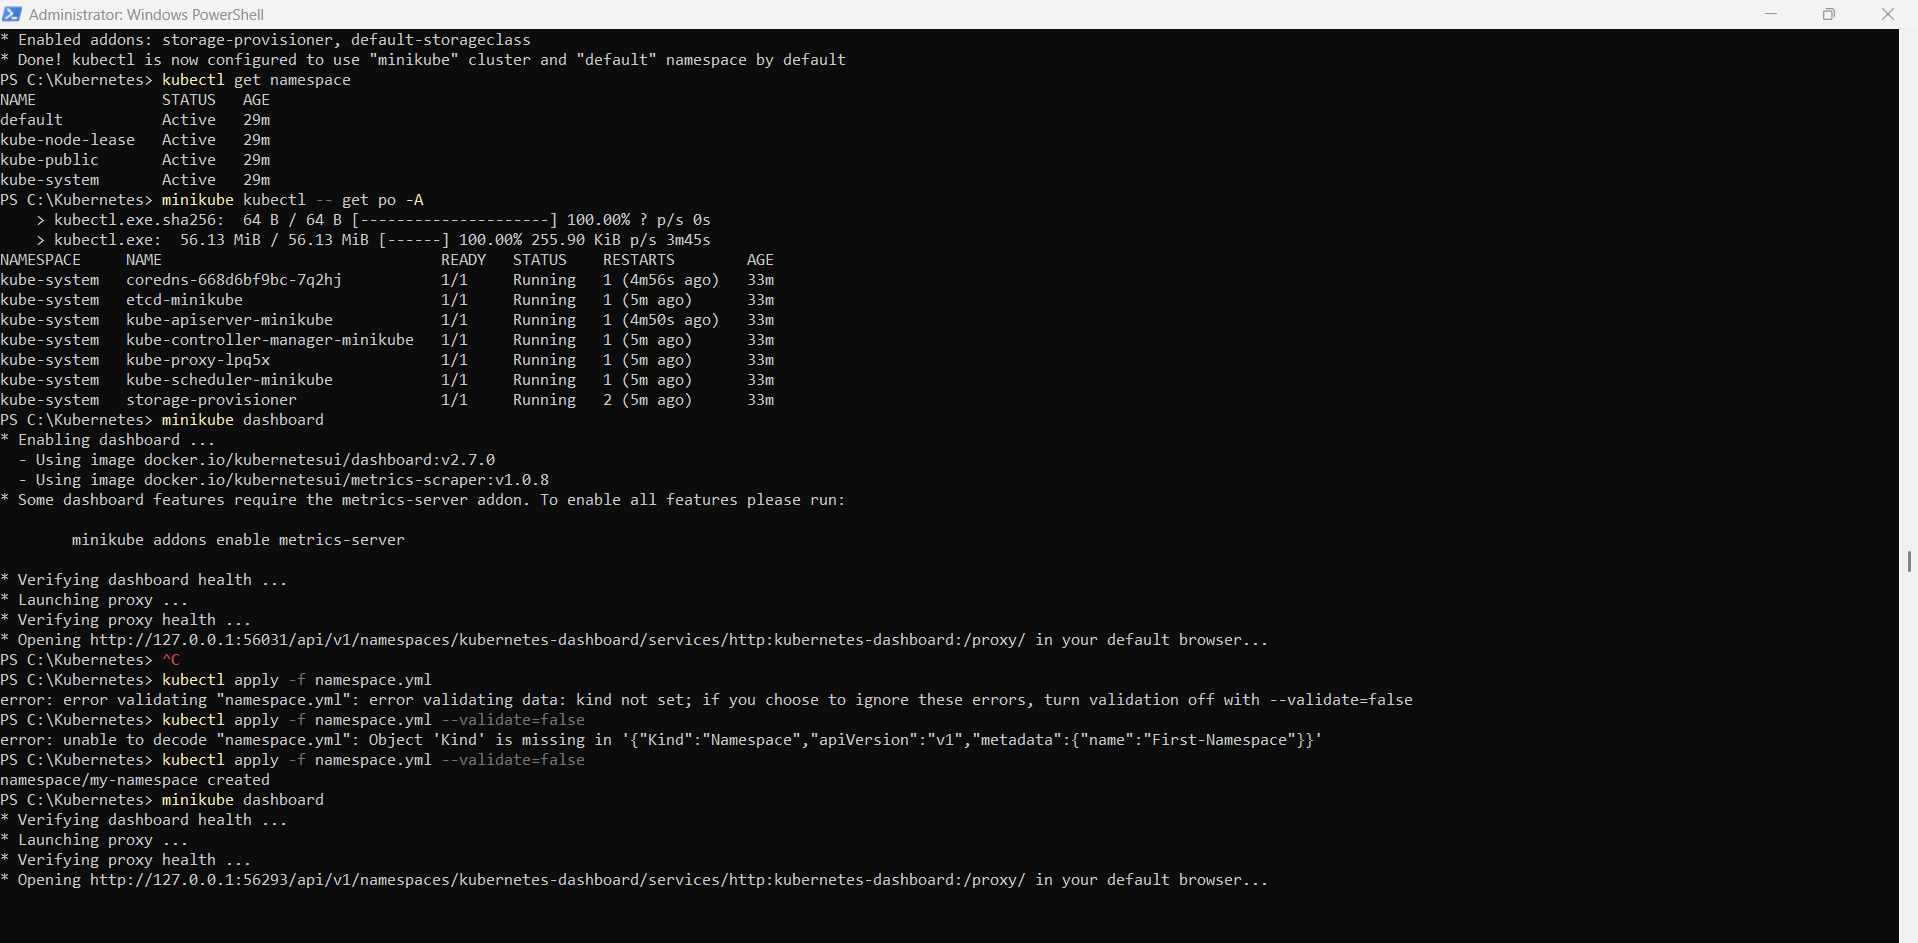 Administrator: Windows PowerShell
* Enabled addons: storage-provisioner, default-storageclass
* Done! kubectl is now configured to use "minikube" cluster and "default" namespace by default
PS C:\Kubernetes> kubectl get namespace
NAME              STATUS   AGE
default           Active   29m
kube-node-lease   Active   29m
kube-public       Active   29m
kube-system       Active   29m
PS C:\Kubernetes> minikube kubectl -- get po -A
    > kubectl.exe.sha256:  64 B / 64 B [---------------------] 100.00% ? p/s 0s
    > kubectl.exe:  56.13 MiB / 56.13 MiB [------] 100.00% 255.90 KiB p/s 3m45s
NAMESPACE     NAME                               READY   STATUS    RESTARTS        AGE
kube-system   coredns-668d6bf9bc-7q2hj           1/1     Running   1 (4m56s ago)   33m
kube-system   etcd-minikube                      1/1     Running   1 (5m ago)      33m
kube-system   kube-apiserver-minikube            1/1     Running   1 (4m50s ago)   33m
kube-system   kube-controller-manager-minikube   1/1     Running   1 (5m ago)      33m
kube-system   kube-proxy-lpq5x                   1/1     Running   1 (5m ago)      33m
kube-system   kube-scheduler-minikube            1/1     Running   1 (5m ago)      33m
kube-system   storage-provisioner                1/1     Running   2 (5m ago)      33m
PS C:\Kubernetes> minikube dashboard
* Enabling dashboard ...
  - Using image docker.io/kubernetesui/dashboard:v2.7.0
  - Using image docker.io/kubernetesui/metrics-scraper:v1.0.8
* Some dashboard features require the metrics-server addon. To enable all features please run:
        minikube addons enable metrics-server
* Verifying dashboard health ...
* Launching proxy ...
* Verifying proxy health ...
* Opening http://127.0.0.1:56031/api/v1/namespaces/kubernetes-dashboard/services/http:kubernetes-dashboard:/proxy/ in your default browser...
PS C:\Kubernetes> ^C
PS C:\Kubernetes> kubectl apply -f namespace.yml
error: error validating "namespace.yml": error validating data: kind not set; if you choose to ignore these errors, turn validation off with --validate=false
PS C:\Kubernetes> kubectl apply -f namespace.yml --validate=false
error: unable to decode "namespace.yml": Object 'Kind' is missing in '{"Kind":"Namespace","apiVersion":"v1","metadata":{"name":"First-Namespace"}}'
PS C:\Kubernetes> kubectl apply -f namespace.yml --validate=false
namespace/my-namespace created
PS C:\Kubernetes> minikube dashboard
* Verifying dashboard health ...
* Launching proxy ...
* Verifying proxy health ...
* Opening http://127.0.0.1:56293/api/v1/namespaces/kubernetes-dashboard/services/http:kubernetes-dashboard:/proxy/ in your default browser...